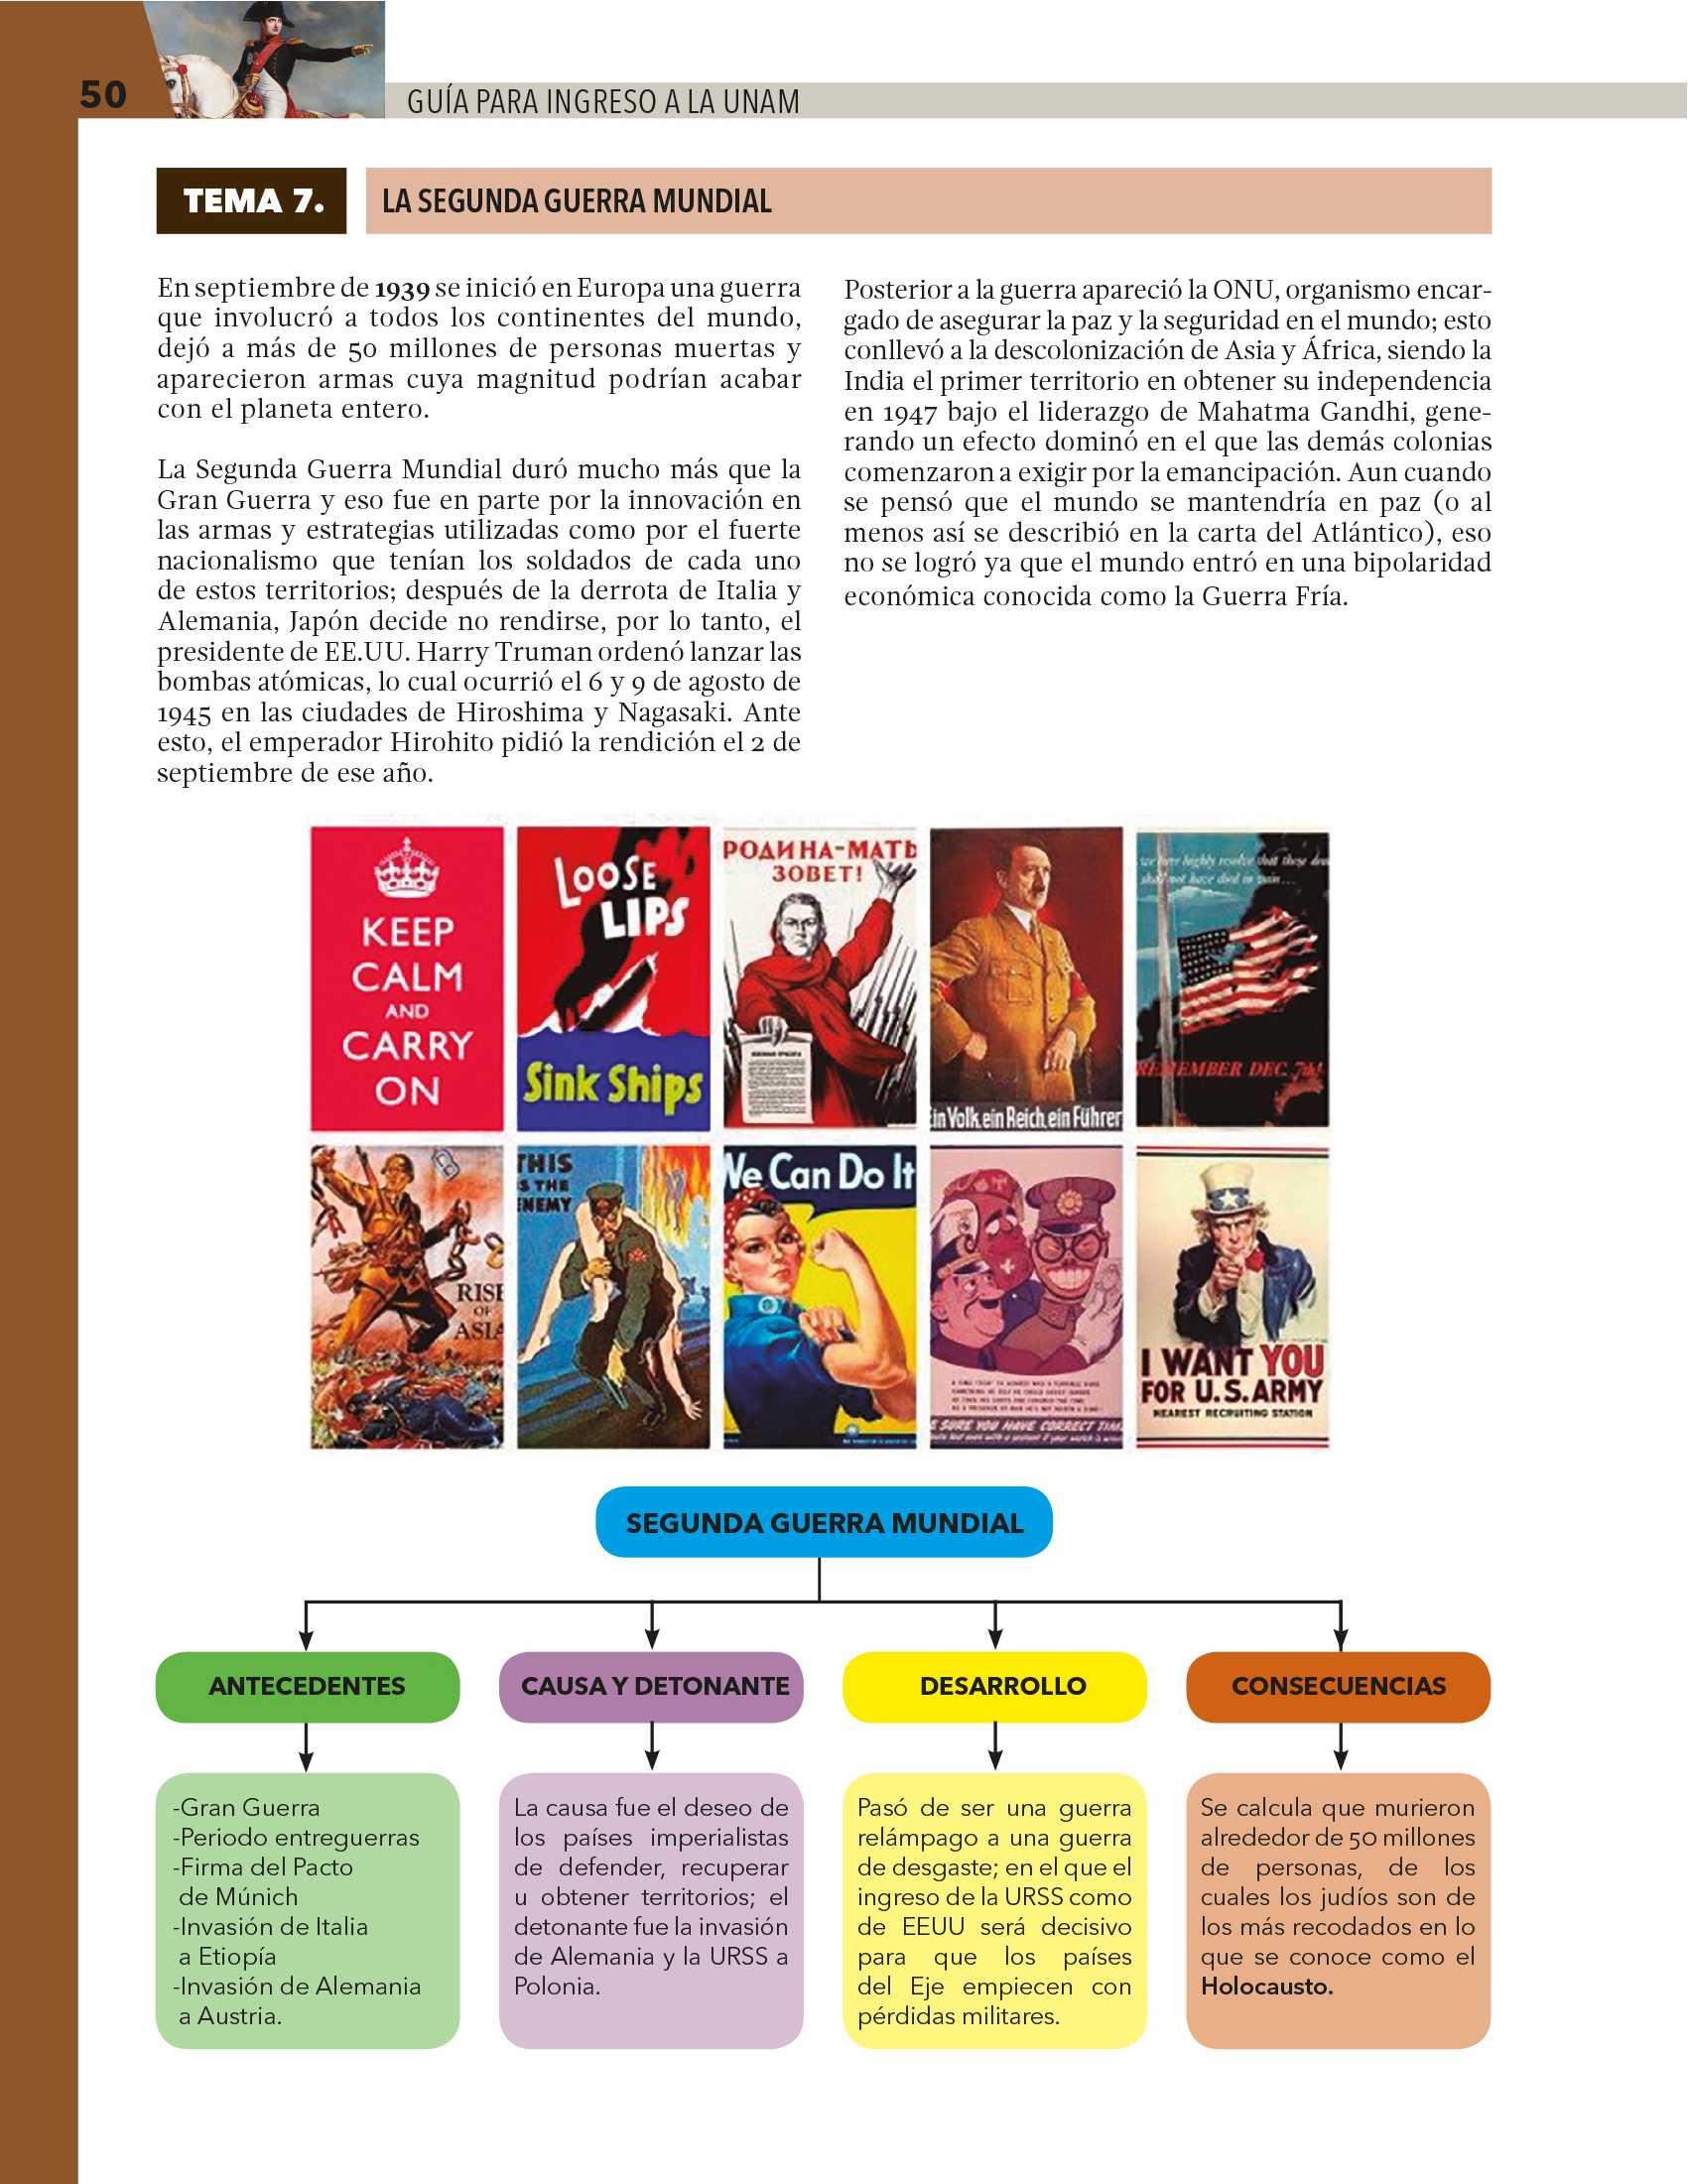 50
GUÍA PARA INGRESO A LA UNAM
TEMA 7.
LA SEGUNDA GUERRA MUNDIAL
En septiembre de 1939 se inició en Europa una guerra
que involucró a todos los continentes del mundo,
dejó a más de 50 millones de personas muertas y
aparecieron armas cuya magnitud podrían acabar
con el planeta entero.
La Segunda Guerra Mundial duró mucho más que la
Gran Guerra y eso fue en parte por la innovación en
las armas y estrategias utilizadas como por el fuerte
nacionalismo que tenían los soldados de cada uno
de estos territorios; después de la derrota de Italia y
Alemania, Japón decide no rendirse, por lo tanto, el
presidente de EE.UU. Harry Truman ordenó lanzar las
bombas atómicas, lo cual ocurrió el 6 y 9 de agosto de
1945 en las ciudades de Hiroshima y Nagasaki. Ante
esto, el emperador Hirohito pidió la rendición el 2 de
septiembre de ese año.
Posterior a la guerra apareció la ONU, organismo encar-
gado de asegurar la paz y la seguridad en el mundo; esto
conllevó a la descolonización de Asia y África, siendo la
India el primer territorio en obtener su independencia
en 1947 bajo el liderazgo de Mahatma Gandhi, gene-
rando un efecto dominó en el que las demás colonias
comenzaron a exigir por la emancipación. Aun cuando
se pensó que el mundo se mantendría en paz (o al
menos así se describió en la carta del Atlántico), eso
no se logró ya que el mundo entró en una bipolaridad
económica conocida como la Guerra Fría.
KEEP
CALM
AND
CARRY
ON
LOOSE
LIPS
Sink Ships
РОДИНА-МАТЬ
ЗОВЕТ!
in Volk, ein Reich, ein Führer
we here highly resolve that these dea
shall not have died in vain...
REMEMBER DEC. 7th!
RISE
OF
ASIA
THIS
IS THE
ENEMY
We Can Do It
E SURE YOU HAVE CORRECT TIM
I WANT YOU
FOR U.S. ARMY
NEAREST RECRUITING STATION
SEGUNDA GUERRA MUNDIAL
ANTECEDENTES
-Gran Guerra
-Periodo entreguerras
-Firma del Pacto
de Múnich
-Invasión de Italia
a Etiopía
-Invasión de Alemania
a Austria.
CAUSA Y DETONANTE
La causa fue el deseo de
los países imperialistas
de defender, recuperar
u obtener territorios; el
detonante fue la invasión
de Alemania y la URSS a
Polonia.
DESARROLLO
Pasó de ser una guerra
relámpago a una guerra
de desgaste; en el que el
ingreso de la URSS como
de EEUU será decisivo
para que los países
del Eje empiecen con
pérdidas militares.
CONSECUENCIAS
Se calcula que murieron
alrededor de 50 millones
de personas, de los
cuales los judíos son de
los más recodados en lo
que se conoce como el
Holocausto.